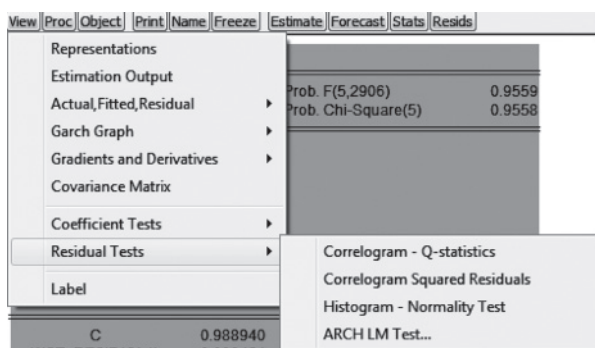 View Proc Object Print Name Freeze Estimate Forecast Stats Resids
Representations
Estimation Output
Actual,Fitted,Residual
Garch Graph
Gradients and Derivatives
Covariance Matrix
Coefficient Tests
Residual Tests
Label
Prob. F(5,2906) 0.9559
Prob. Chi-Square(5) 0.9558
Correlogram - Q-statistics
Correlogram Squared Residuals
Histogram - Normality Test
ARCH LM Test...
C 0.988940